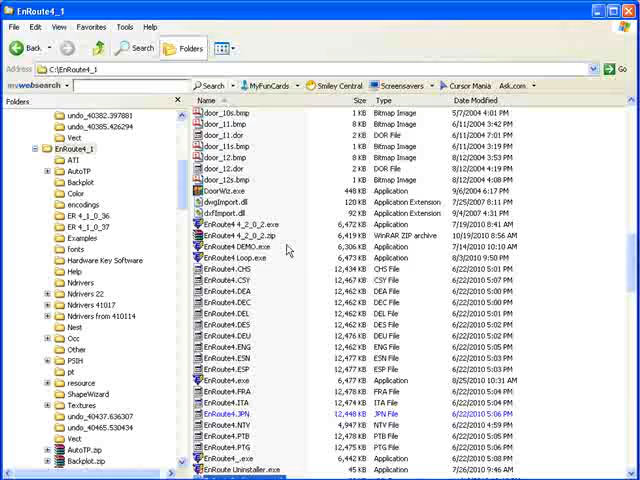 EnRoute4_1
File Edit View Favorites Tools Help
Back Search Folders
Address C:\EnRoute4_1 Go
mywebsearch Search MyFunCards Smiley Central Screensavers Cursor Mania Ask.com
Folders
undo_40382.397881
undo_40385.426294
Vect
EnRoute4_1
ATI
AutoTP
Backplot
Color
encodings
ER 4_1_0_36
ER 4_1_0_37
Examples
fonts
Hardware Key Software
Help
Ndrivers
Ndrivers 22
Ndrivers 41017
Ndrivers from 410114
Nest
Occ
Other
PSIH
pt
resource
ShapeWizard
Textures
undo_40437.636307
undo_40465.530434
Vect
AutoTP.zip
Backplot.zip
Name Size Type Date Modified
door_10s.bmp 1 KB Bitmap Image 5/7/2004 4:01 PM
door_11.bmp 8 KB Bitmap Image 6/11/2004 3:42 PM
door_11.dor 2 KB DOR File 6/11/2004 3:07 PM
door_11s.bmp 1 KB Bitmap Image 6/11/2004 3:19 PM
door_12.bmp 8 KB Bitmap Image 8/12/2004 3:53 PM
door_12.dor 2 KB DOR File 8/12/2004 4:39 PM
door_12s.bmp 1 KB Bitmap Image 8/12/2004 4:19 PM
DoorWiz.exe 448 KB Application 9/6/2004 6:17 PM
dwgImport.dll 120 KB Application Extension 7/25/2007 8:11 PM
dxfImport.dll 92 KB Application Extension 9/4/2007 4:31 PM
EnRoute4 4_2_0_2.exe 6,472 KB Application 7/19/2010 8:41 PM
EnRoute4 4_2_0_2.zip 6,419 KB WinRAR ZIP archive 10/19/2010 8:56 AM
EnRoute4 DEMO.exe 6,306 KB Application 7/14/2010 10:10 AM
EnRoute4 Loop.exe 6,473 KB Application 8/3/2010 9:50 PM
EnRoute4.CHS 12,434 KB CHS File 6/22/2010 5:01 PM
EnRoute4.CSY 12,467 KB CSY File 6/22/2010 5:07 PM
EnRoute4.DEA 12,462 KB DEA File 6/22/2010 5:03 PM
EnRoute4.DEC 12,462 KB DEC File 6/22/2010 5:02 PM
EnRoute4.DEL 12,462 KB DEL File 6/22/2010 5:01 PM
EnRoute4.DES 12,462 KB DES File 6/22/2010 5:03 PM
EnRoute4.DEU 12,462 KB DEU File 6/22/2010 5:04 PM
EnRoute4.ENG 12,471 KB ENG File 6/22/2010 5:05 PM
EnRoute4.ESN 12,477 KB ESN File 6/22/2010 5:06 PM
EnRoute4.ESP 12,477 KB ESP File 6/22/2010 5:03 PM
EnRoute4.exe 6,477 KB Application 8/25/2010 10:31 AM
EnRoute4.FRA 12,492 KB FRA File 6/22/2010 5:03 PM
EnRoute4.ITA 12,474 KB ITA File 6/22/2010 5:02 PM
EnRoute4.JPN 12,448 KB JPN File 6/22/2010 5:06 PM
EnRoute4.NTV 4,947 KB NTV File 6/22/2010 4:59 PM
EnRoute4.PTB 12,478 KB PTB File 6/22/2010 5:05 PM
EnRoute4.PTG 12,475 KB PTG File 6/22/2010 5:05 PM
EnRoute4_.exe 6,442 KB Application 6/22/2010 5:08 PM
EnRoute Uninstaller.exe 45 KB Application 7/26/2010 9:46 AM